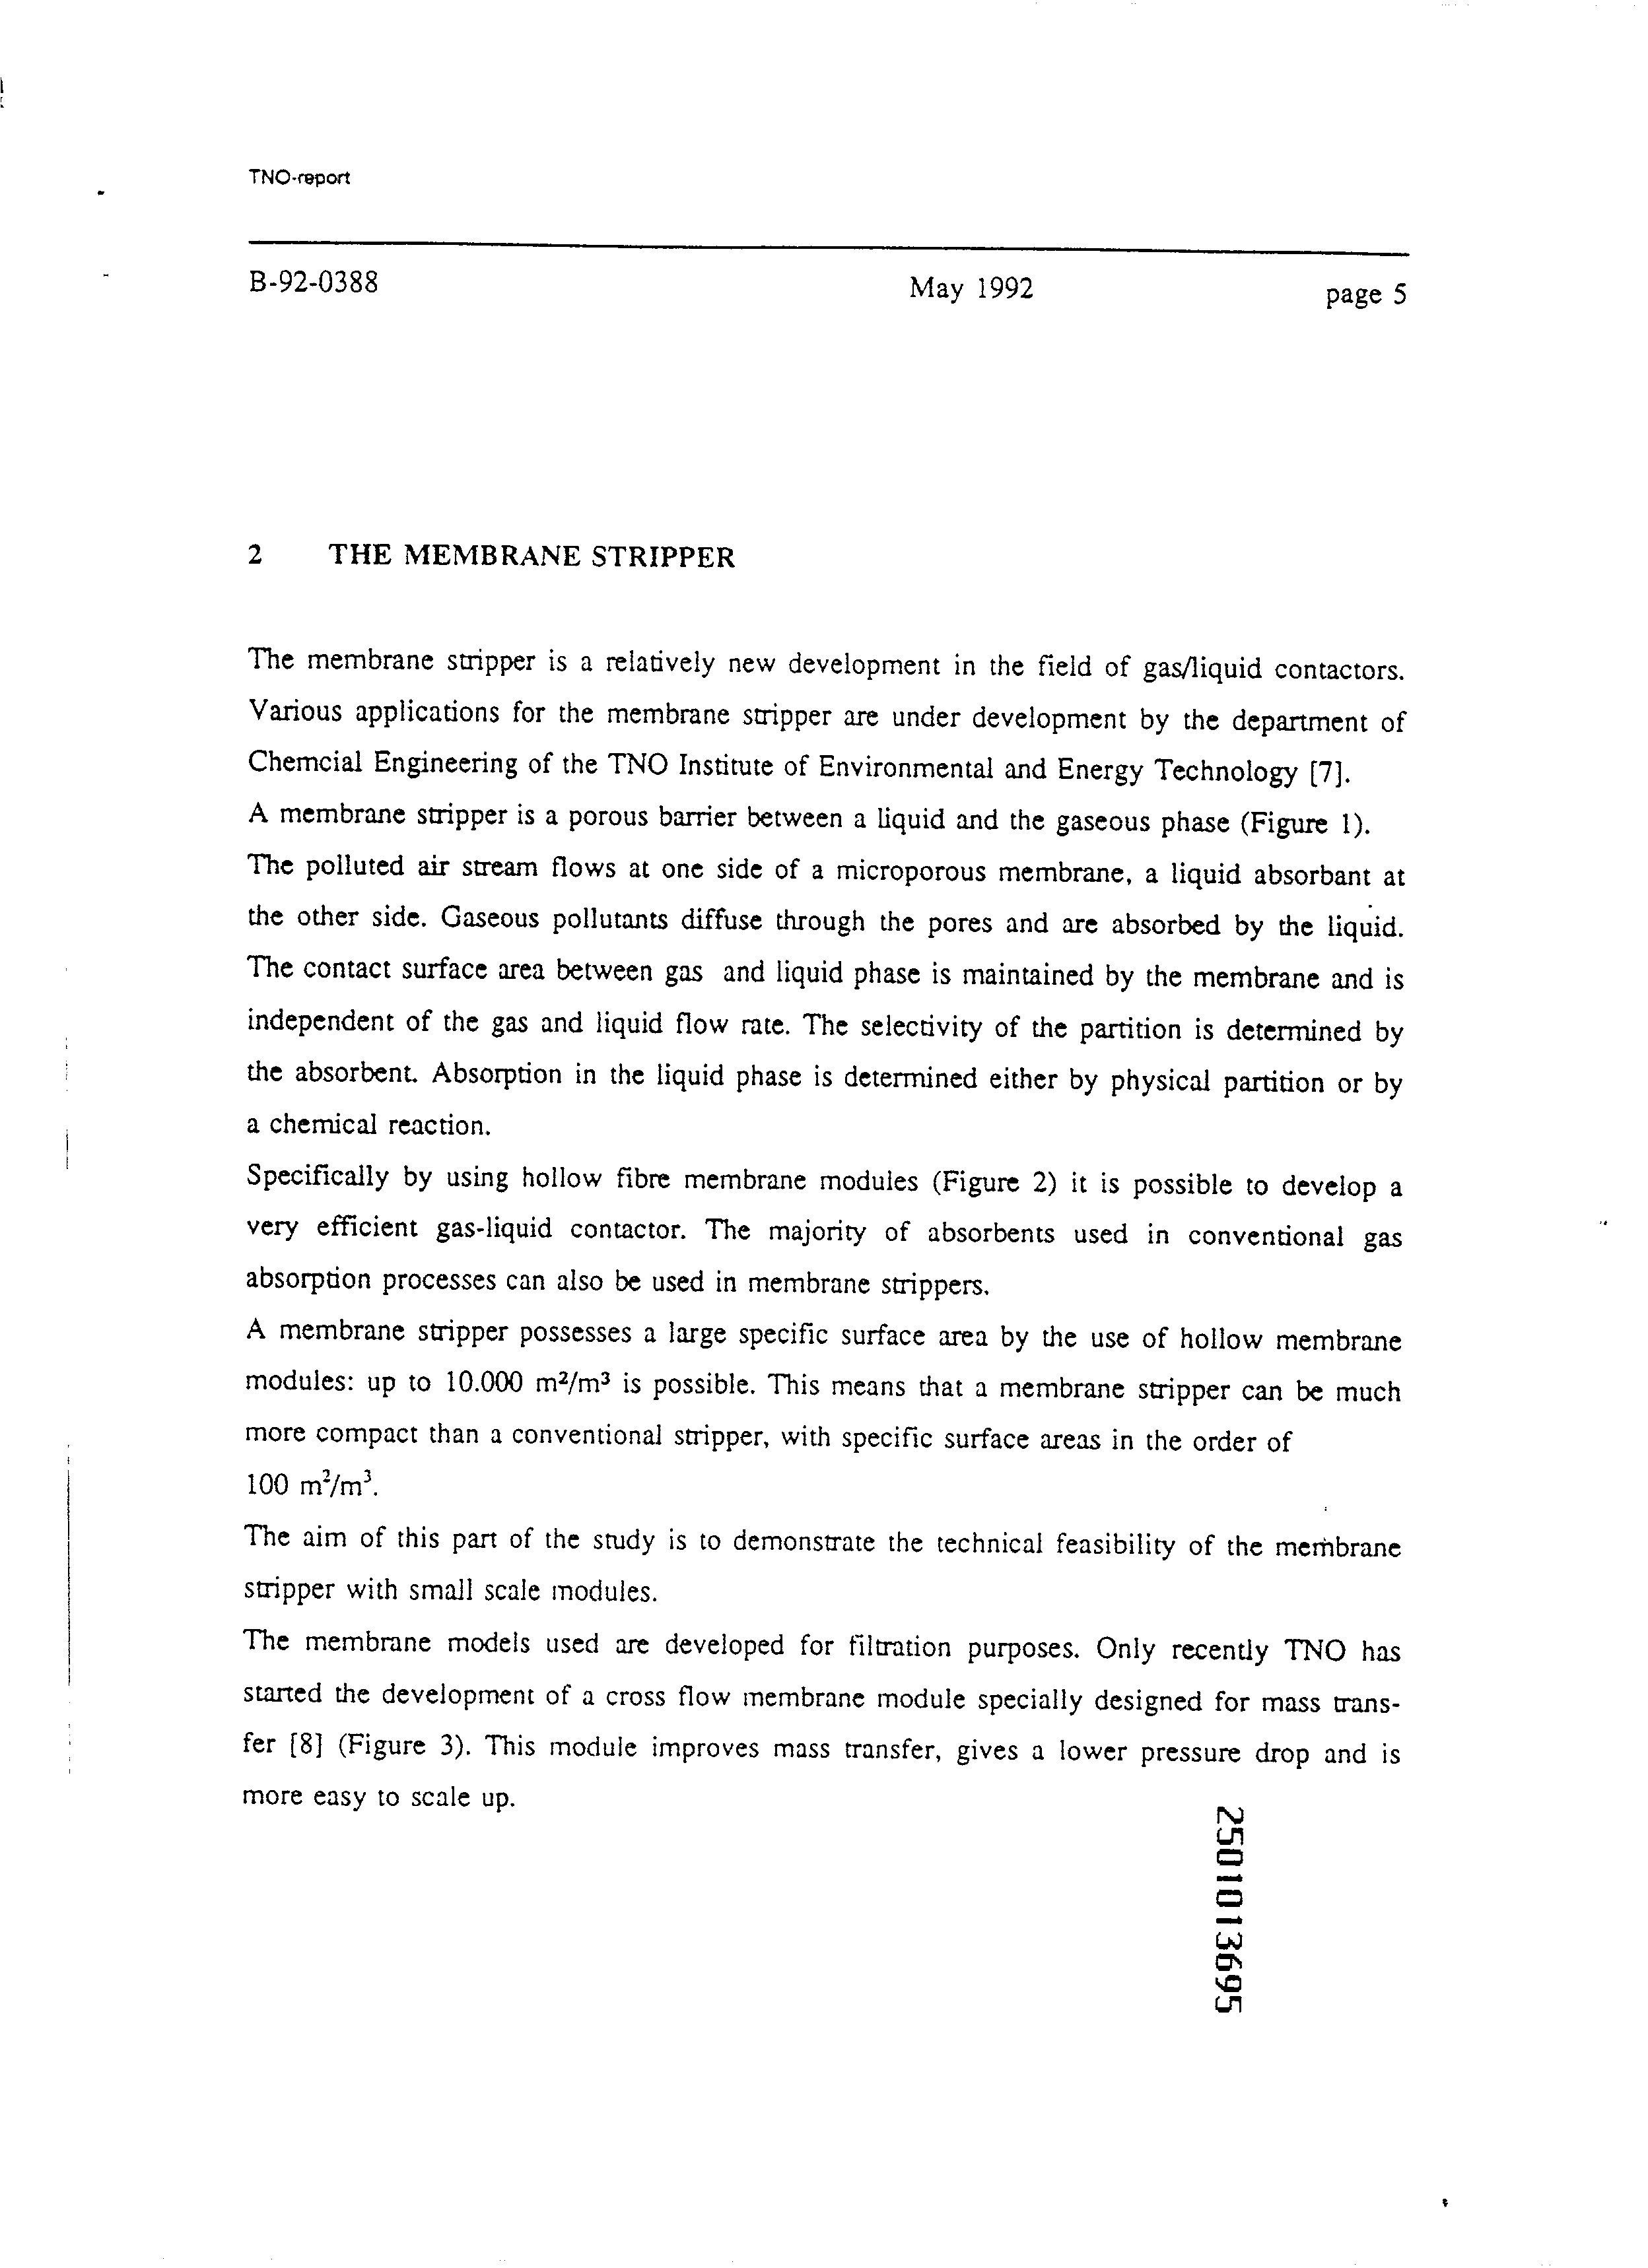 TNO-report
B-92-0388 May 1992 page 5
2 THE MEMBRANE STRIPPER
The membrane stripper is a relatively new development in the field of gas/liquid contactors.
Various applications for the membrane stripper are under development by the department of
Chemcial Engineering of the TNO Institute of Environmental and Energy Technology [7].
A membrane stripper is a porous barrier between a liquid and the gaseous phase (Figure 1).
The polluted air stream flows at one side of a microporous membrane, a liquid absorbant at
the other side. Gaseous pollutants diffuse through the pores and are absorbed by the liquid.
The contact surface area between gas and liquid phase is maintained by the membrane and is
independent of the gas and liquid flow rate. The selectivity of the partition is determined by
the absorbent. Absorption in the liquid phase is determined either by physical partition or by
a chemical reaction.
Specifically by using hollow fibre membrane modules (Figure 2) it is possible to develop a
very efficient gas-liquid contactor. The majority of absorbents used in conventional gas
absorption processes can also be used in membrane strippers.
A membrane stripper possesses a large specific surface area by the use of hollow membrane
modules: up to 10.000 m²/m³ is possible. This means that a membrane stripper can be much
more compact than a conventional stripper, with specific surface areas in the order of
100 m²/m³.
The aim of this part of the study is to demonstrate the technical feasibility of the membrane
stripper with small scale modules.
The membrane models used are developed for filtration purposes. Only recently TNO has
started the development of a cross flow membrane module specially designed for mass trans-
fer [8] (Figure 3). This module improves mass transfer, gives a lower pressure drop and is
more easy to scale up.
2501013695